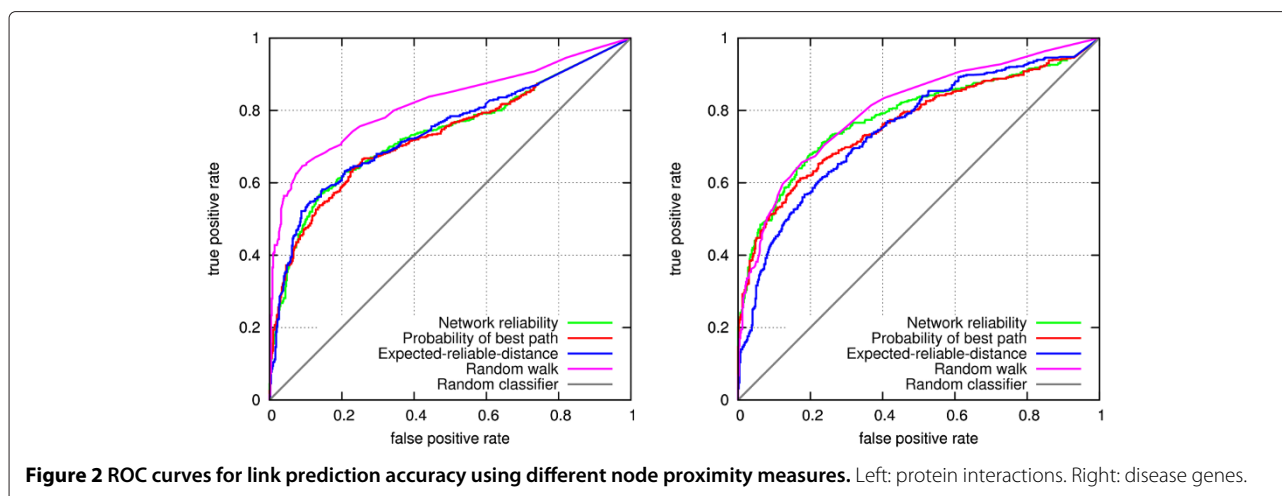 1
0.8
0.6
0.4
0.2
0
0 0.2 0.4 0.6 0.8 1
true positive rate
false positive rate
Network reliability
Probability of best path
Expected-reliable-distance
Random walk
Random classifier
1
0.8
0.6
0.4
0.2
0
0 0.2 0.4 0.6 0.8 1
true positive rate
false positive rate
Network reliability
Probability of best path
Expected-reliable-distance
Random walk
Random classifier
Figure 2 ROC curves for link prediction accuracy using different node proximity measures. Left: protein interactions. Right: disease genes.